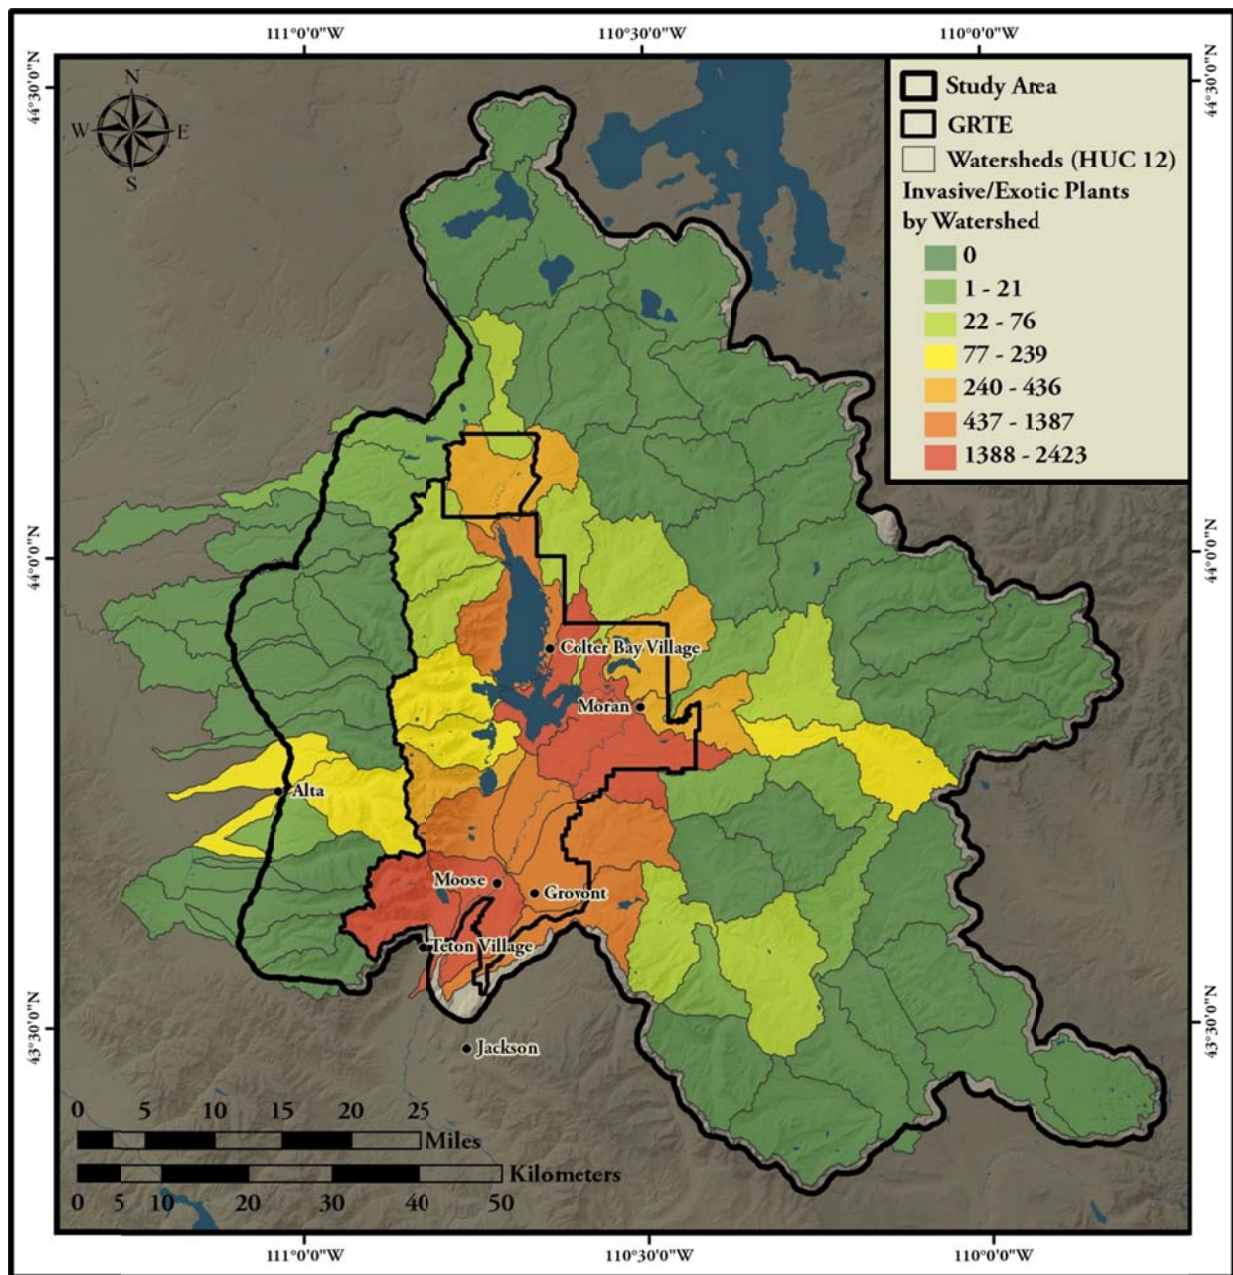 111°0'0"W
110°30'0"W
110°0'0"W
44°30'0"N
44°30'0"N
N
W
E
S
Study Area
GRTE
Watersheds (HUC 12)
Invasive/Exotic Plants
by Watershed
0
1 - 21
22 - 76
77 - 239
240 - 436
437 - 1387
1388 - 2423
44°0'0"N
44°0'0"N
Colter Bay Village
Moran
Alta
Moose
Grovont
Teton Village
43°30'0"N
43°30'0"N
Jackson
0 5 10 15 20 25
Miles
Kilometers
0 5 10 20 30 40 50
111°0'0"W
110°30'0"W
110°0'0"W